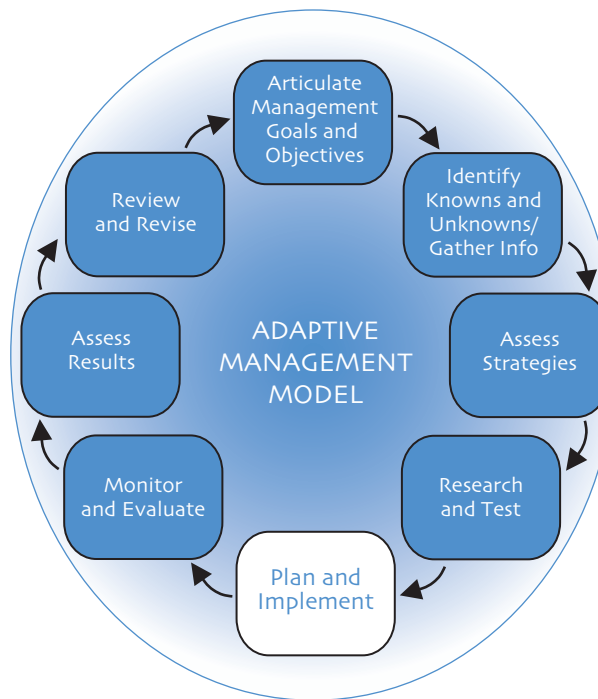 Articulate
Management
Goals and
Objectives
Identify
Knowns and
Unknowns/
Gather Info
Assess
Strategies
Research
and Test
Plan and
Implement
Monitor
and Evaluate
Assess
Results
Review
and Revise
ADAPTIVE
MANAGEMENT
MODEL